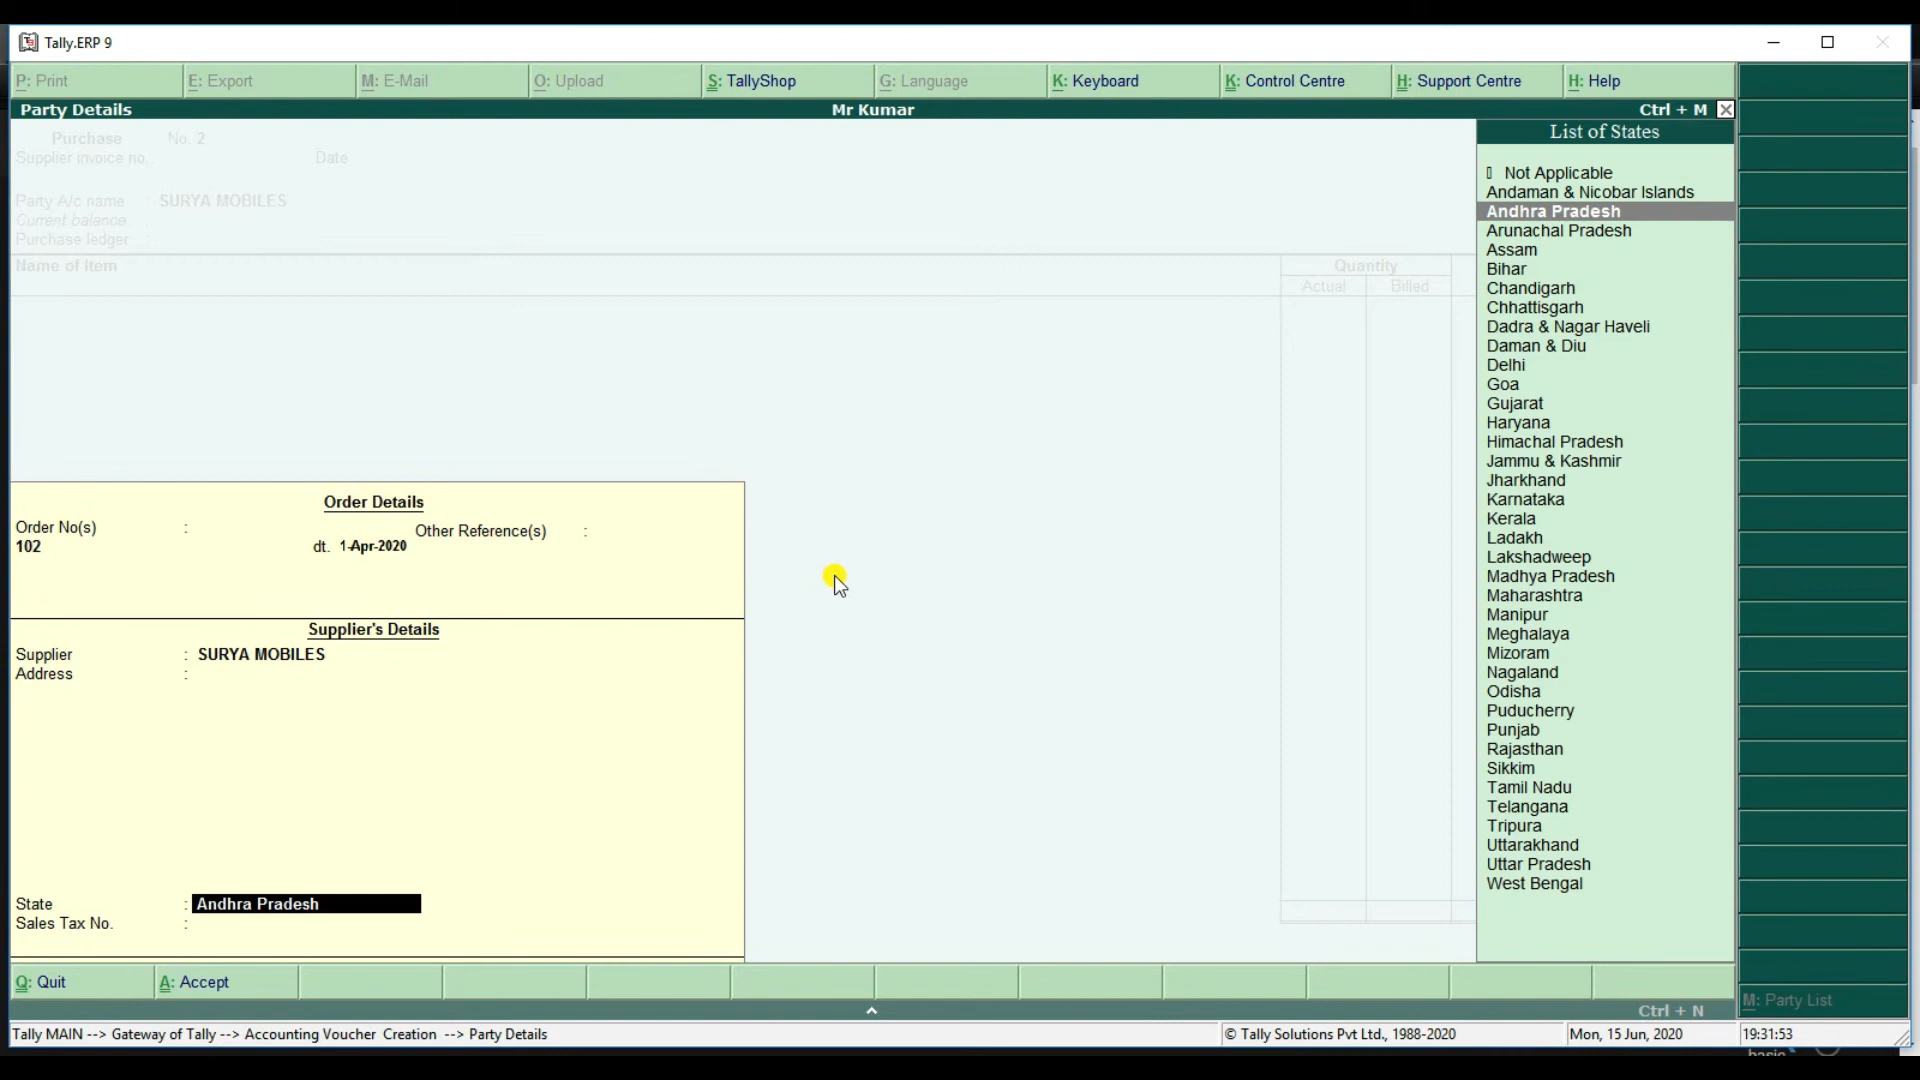 Tally.ERP 9
P: Print
E: Export
M: E-Mail
O: Upload
S: TallyShop
G: Language
K: Keyboard
K: Control Centre
H: Support Centre
H: Help
Party Details
Mr Kumar
Ctrl + M
Purchase No. 2
Supplier invoice no. Date
Party A/c name : SURYA MOBILES
Current balance
Purchase ledger :
Name of Item
Quantity
Actual Billed
Order Details
Order No(s) :
Other Reference(s) :
102 dt. 1-Apr-2020
Supplier's Details
Supplier : SURYA MOBILES
Address :
State : Andhra Pradesh
Sales Tax No. :
List of States
Not Applicable
Andaman & Nicobar Islands
Andhra Pradesh
Arunachal Pradesh
Assam
Bihar
Chandigarh
Chhattisgarh
Dadra & Nagar Haveli
Daman & Diu
Delhi
Goa
Gujarat
Haryana
Himachal Pradesh
Jammu & Kashmir
Jharkhand
Karnataka
Kerala
Ladakh
Lakshadweep
Madhya Pradesh
Maharashtra
Manipur
Meghalaya
Mizoram
Nagaland
Odisha
Puducherry
Punjab
Rajasthan
Sikkim
Tamil Nadu
Telangana
Tripura
Uttarakhand
Uttar Pradesh
West Bengal
Q: Quit
A: Accept
M: Party List
Ctrl + N
Tally MAIN --> Gateway of Tally --> Accounting Voucher Creation --> Party Details
© Tally Solutions Pvt Ltd., 1988-2020
Mon, 15 Jun, 2020
19:31:53